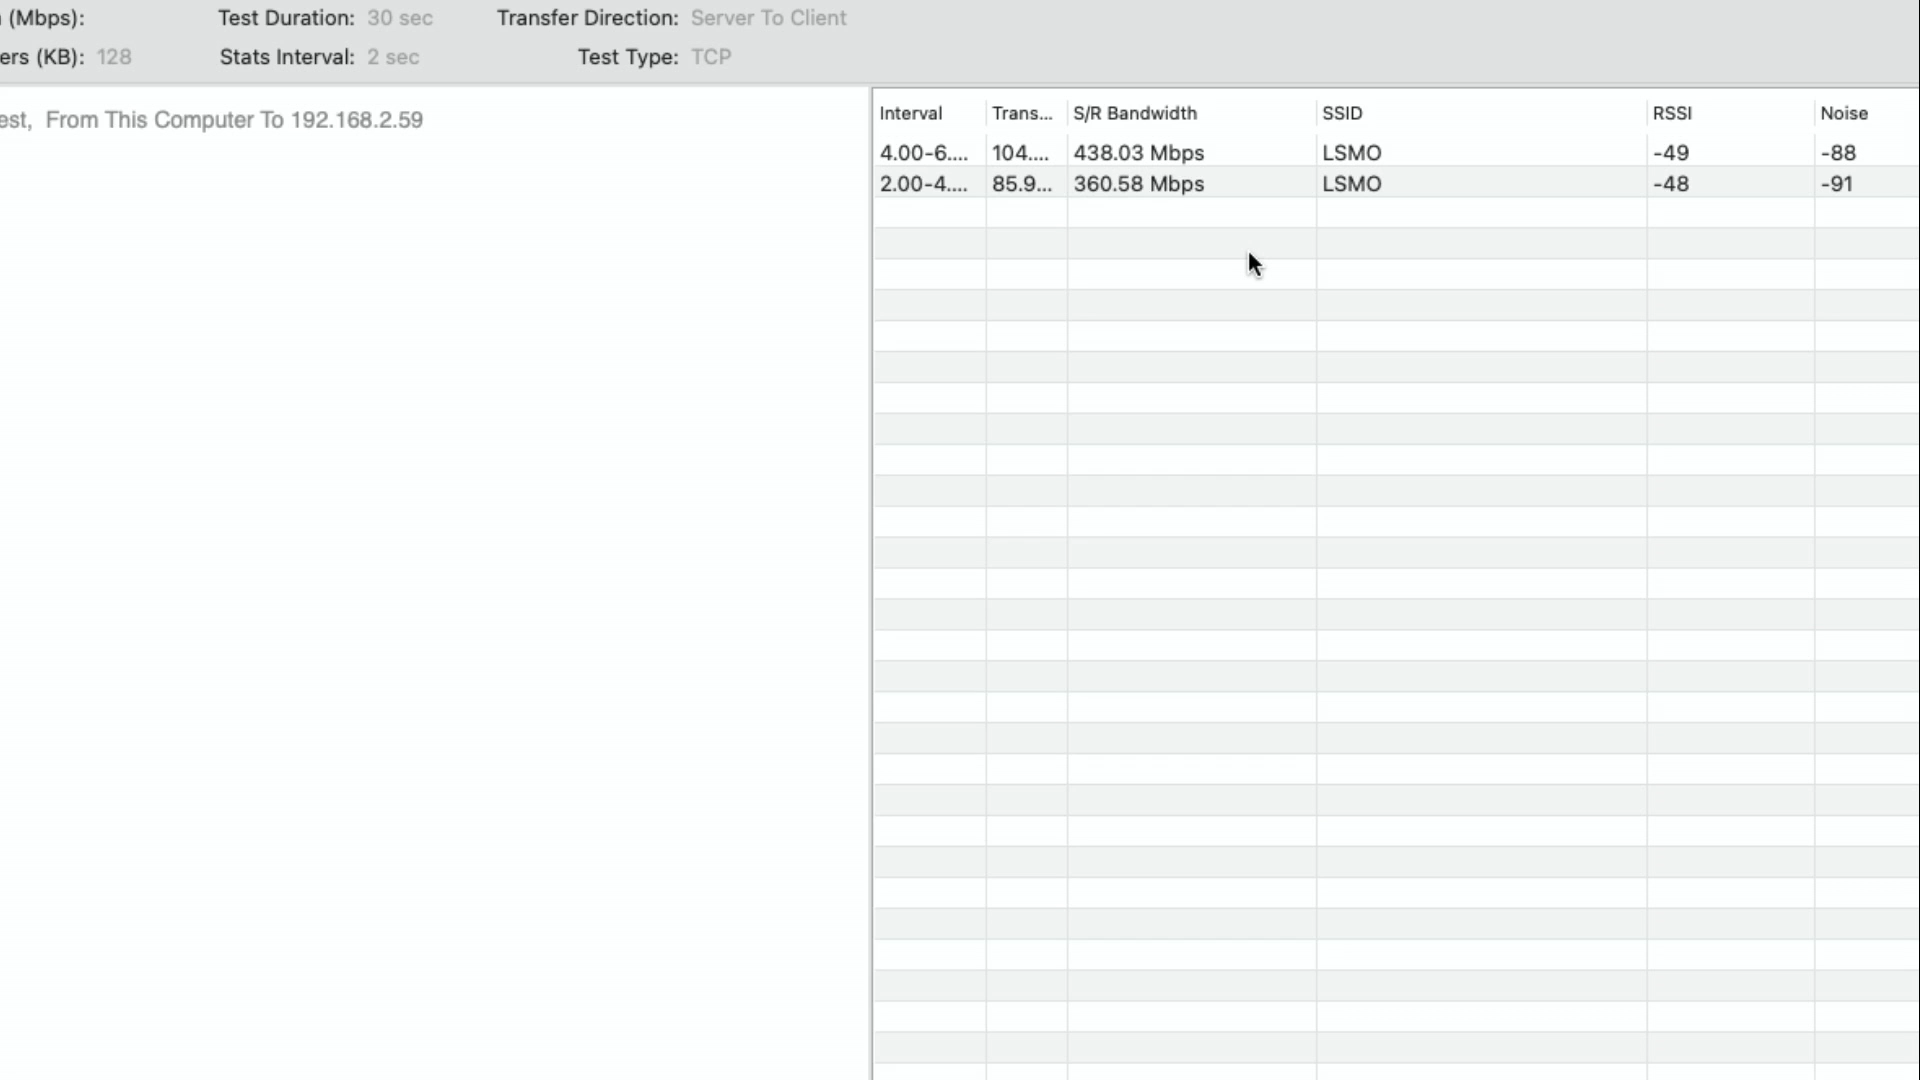 (Mbps): Test Duration: 30 sec Transfer Direction: Server To Client
ers (KB): 128 Stats Interval: 2 sec Test Type: TCP
est, From This Computer To 192.168.2.59
Interval Trans... S/R Bandwidth SSID RSSI Noise
4.00-6.... 104.... 438.03 Mbps LSMO -49 -88
2.00-4.... 85.9... 360.58 Mbps LSMO -48 -91